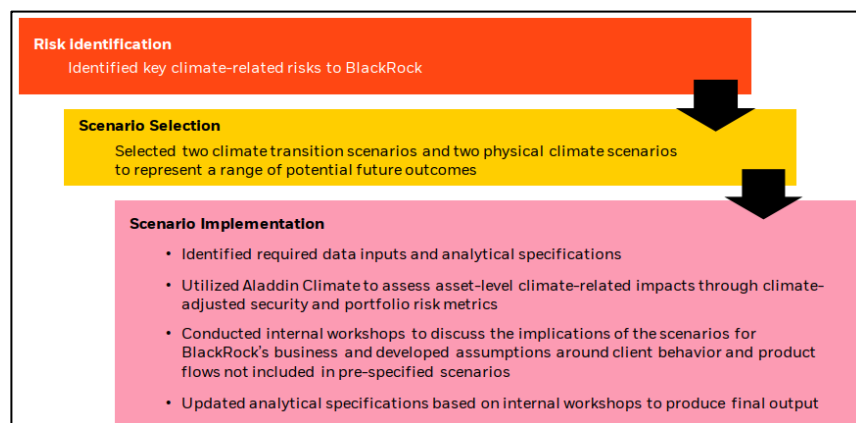 Risk Identification
Identified key climate-related risks to BlackRock
Scenario Selection
Selected two climate transition scenarios and two physical climate scenarios
to represent a range of potential future outcomes
Scenario Implementation
• Identified required data inputs and analytical specifications
• Utilized Aladdin Climate to assess asset-level climate-related impacts through climate-
adjusted security and portfolio risk metrics
• Conducted internal workshops to discuss the implications of the scenarios for
BlackRock’s business and developed assumptions around client behavior and product
flows not included in pre-specified scenarios
• Updated analytical specifications based on internal workshops to produce final output